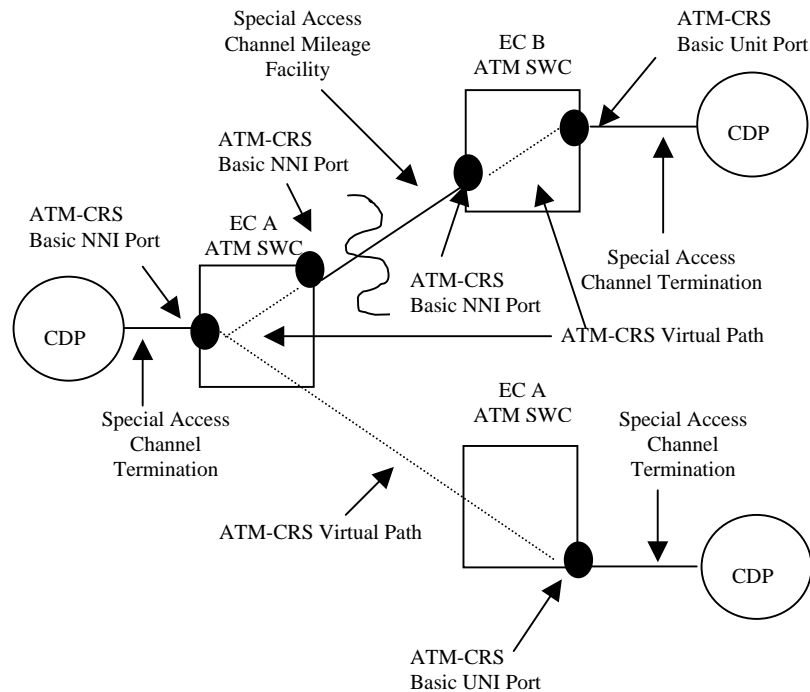 Special Access
Channel Mileage
Facility
EC B
ATM SWC
ATM-CRS
Basic Unit Port
CDP
ATM-CRS
Basic NNI Port
ATM-CRS
Basic NNI Port
EC A
ATM SWC
CDP
ATM-CRS
Basic NNI Port
Special Access
Channel Termination
ATM-CRS Virtual Path
Special Access
Channel
Termination
EC A
ATM SWC
Special Access
Channel
Termination
ATM-CRS Virtual Path
CDP
ATM-CRS
Basic UNI Port